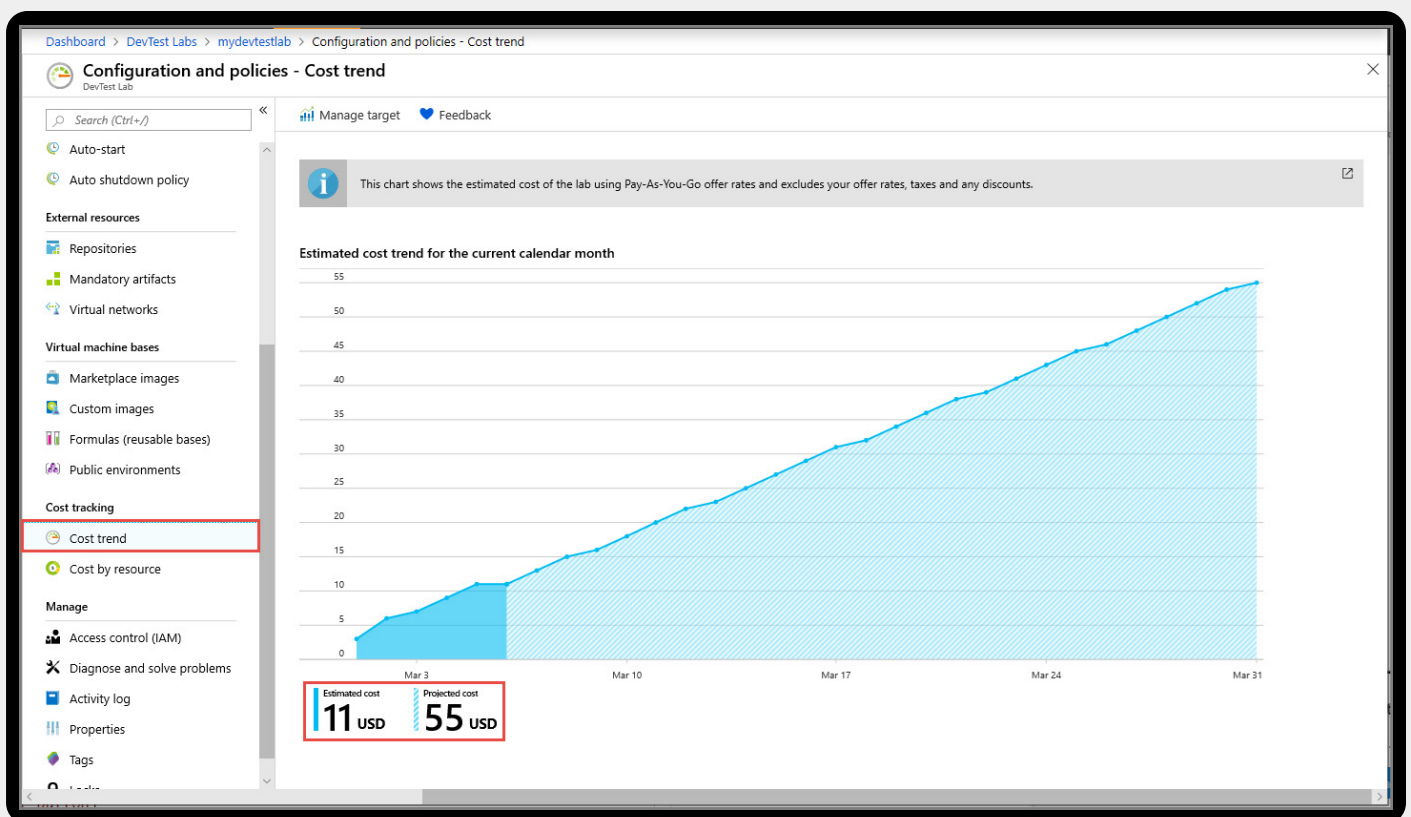 Dashboard > DevTest Labs > mydevtestlab > Configuration and policies - Cost trend
Configuration and policies - Cost trend
DevTest Lab
Search (Ctrl+/)
«
Auto-start
Auto shutdown policy
External resources
Repositories
Mandatory artifacts
Virtual networks
Virtual machine bases
Marketplace images
Custom images
Formulas (reusable bases)
Public environments
Cost tracking
Cost trend
Cost by resource
Manage
Access control (IAM)
Diagnose and solve problems
Activity log
Properties
Tags
Manage target Feedback
This chart shows the estimated cost of the lab using Pay-As-You-Go offer rates and excludes your offer rates, taxes and any discounts.
Estimated cost trend for the current calendar month
55
50
45
40
35
30
25
20
15
10
5
0
Mar 3 Mar 10 Mar 17 Mar 24 Mar 31
Estimated cost Projected cost
11 USD 55 USD